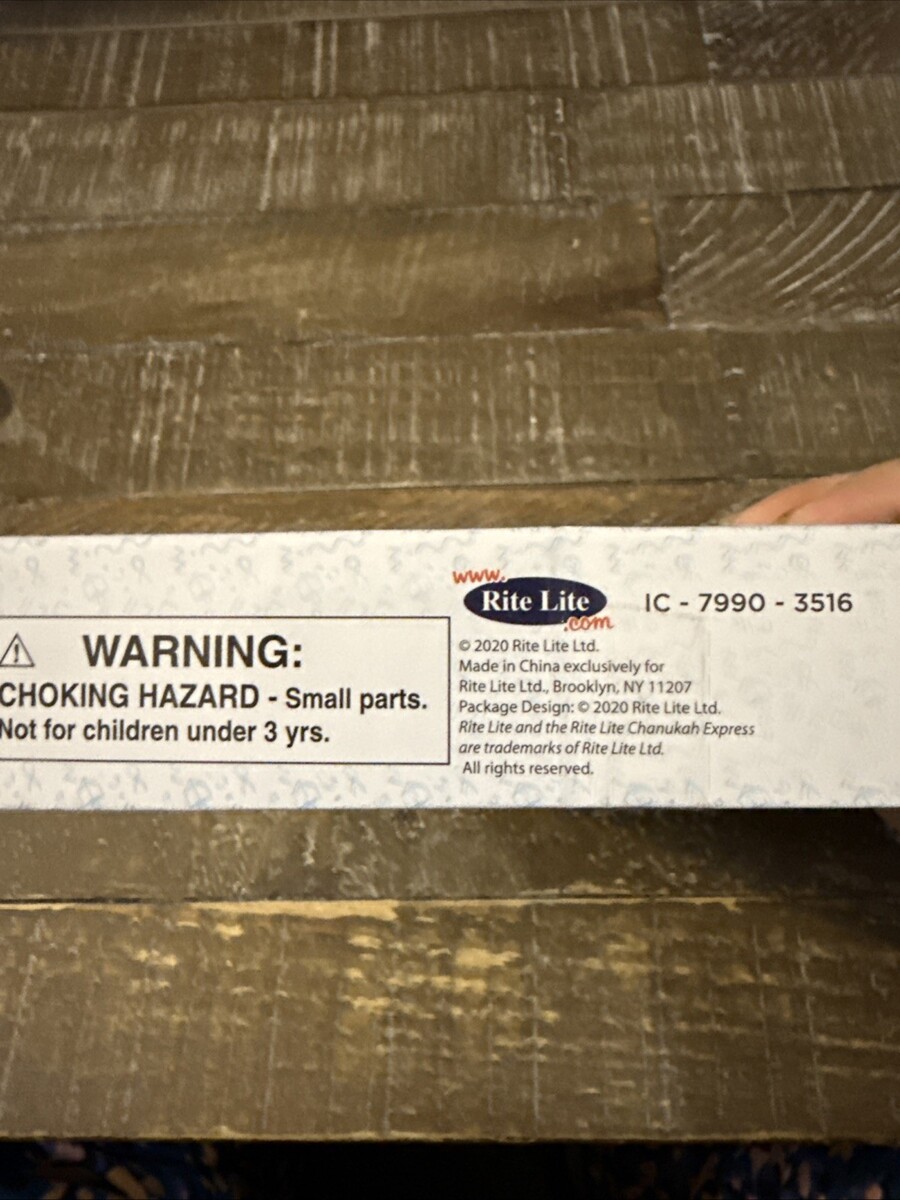 WARNING:
CHOKING HAZARD - Small parts.
Not for children under 3 yrs.
www.
Rite Lite
.com
IC - 7990 - 3516
© 2020 Rite Lite Ltd.
Made in China exclusively for
Rite Lite Ltd., Brooklyn, NY 11207
Package Design: © 2020 Rite Lite Ltd.
Rite Lite and the Rite Lite Chanukah Express
are trademarks of Rite Lite Ltd.
All rights reserved.